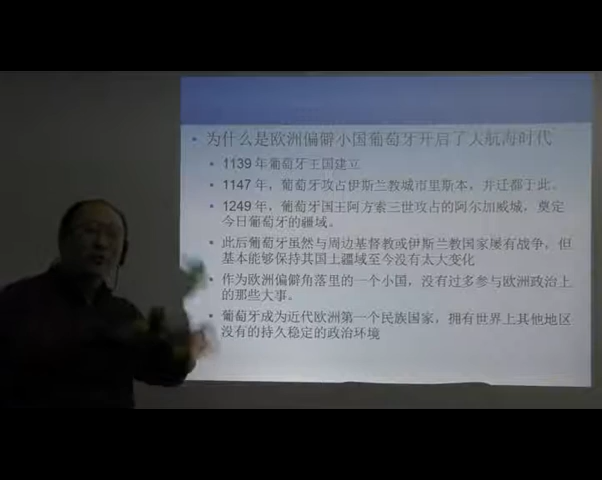 为什么是欧洲偏僻小国葡萄牙开启了大航海时代
1139年葡萄牙王国建立
1147年，葡萄牙攻占伊斯兰教城市里斯本，并迁都于此。
1249年，葡萄牙国王阿方索三世攻占的阿尔加威城，奠定
今日葡萄牙的疆域。
此后葡萄牙虽然与周边基督教或伊斯兰教国家屡有战争，但
基本能够保持其国土疆域至今没有太大变化
作为欧洲偏僻角落里的一个小国，没有过多参与欧洲政治上
的那些大事。
葡萄牙成为近代欧洲第一个民族国家，拥有世界上其他地区
没有的持久稳定的政治环境